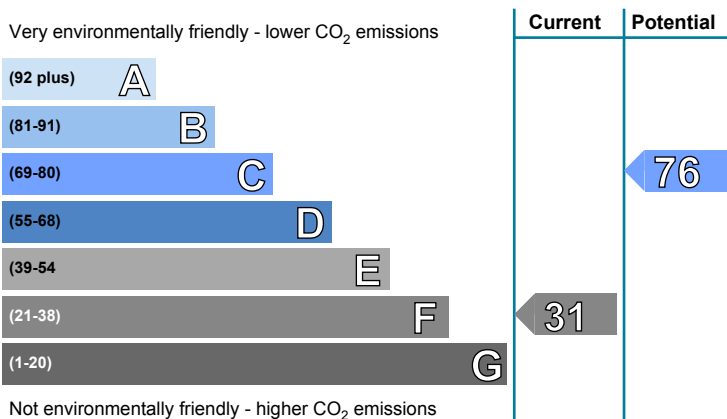 Current Potential
Very environmentally friendly - lower CO2 emissions
(92 plus) A
(81-91) B
(69-80) C 76
(55-68) D
(39-54 E
(21-38) F 31
(1-20) G
Not environmentally friendly - higher CO2 emissions